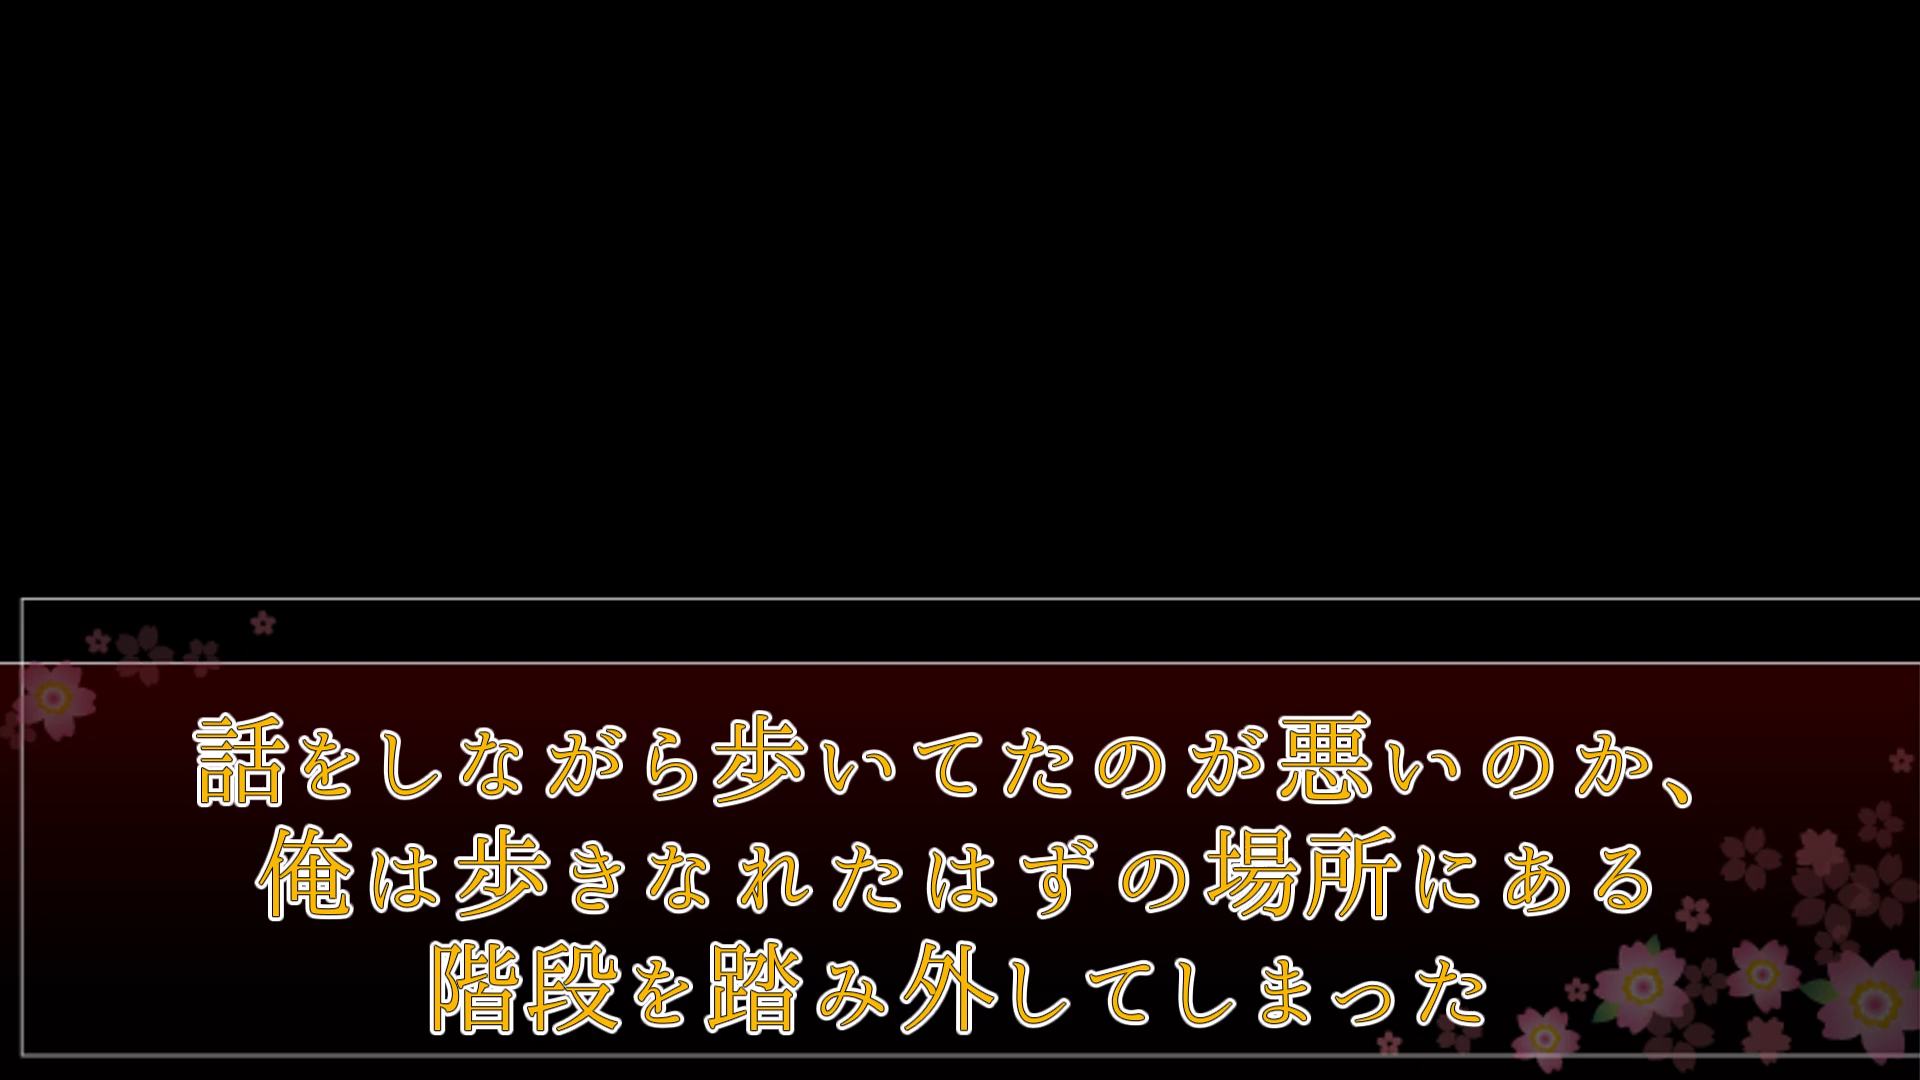 話をしながら歩いてたのが悪いのか、
俺は歩きなれたはずの場所にある
階段を踏み外してしまった